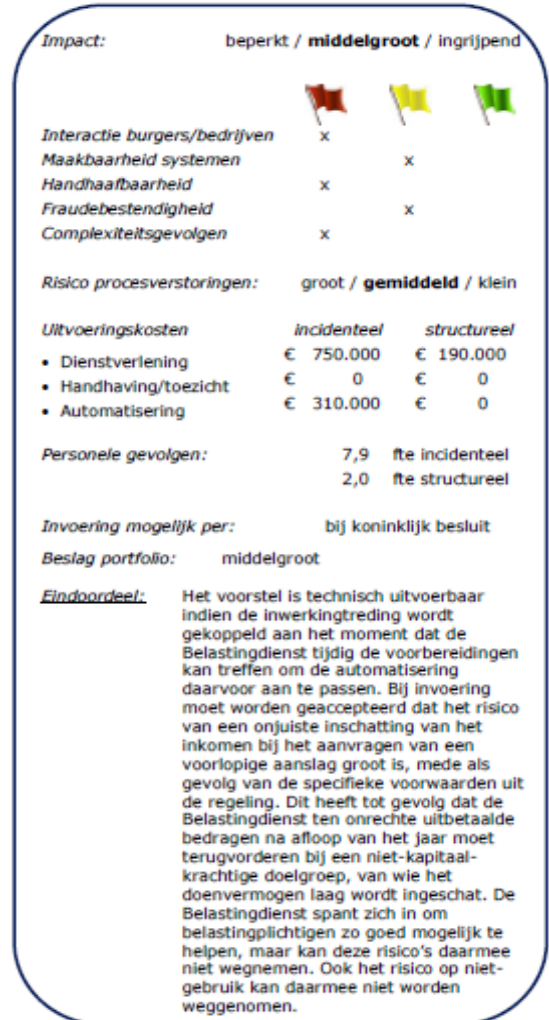 Impact: beperkt / middelgroot / ingrijpend
Interactie burgers/bedrijven x
Maakbaarheid systemen x
Handhaafbaarheid x
Fraudebestendigheid x
Complexiteitsgevolgen x
Risico procesverstoringen: groot / gemiddeld / klein
Uitvoeringskosten incidenteel structureel
• Dienstverlening € 750.000 € 190.000
• Handhaving/toezicht € 0 € 0
• Automatisering € 310.000 € 0
Personele gevolgen: 7,9 fte incidenteel
2,0 fte structureel
Invoering mogelijk per: bij koninklijk besluit
Beslag portfolio: middelgroot
Eindoordeel: Het voorstel is technisch uitvoerbaar
indien de inwerkingtreding wordt
gekoppeld aan het moment dat de
Belastingdienst tijdig de voorbereidingen
kan treffen om de automatisering
daarvoor aan te passen. Bij invoering
moet worden geaccepteerd dat het risico
van een onjuiste inschatting van het
inkomen bij het aanvragen van een
voorlopige aanslag groot is, mede als
gevolg van de specifieke voorwaarden uit
de regeling. Dit heeft tot gevolg dat de
Belastingdienst ten onrechte uitbetaalde
bedragen na afloop van het jaar moet
terugvorderen bij een niet-kapitaal-
krachtige doelgroep, van wie het
doenvermogen laag wordt ingeschat. De
Belastingdienst spant zich in om
belastingplichtigen zo goed mogelijk te
helpen, maar kan deze risico's daarmee
niet wegnemen. Ook het risico op niet-
gebruik kan daarmee niet worden
weggenomen.